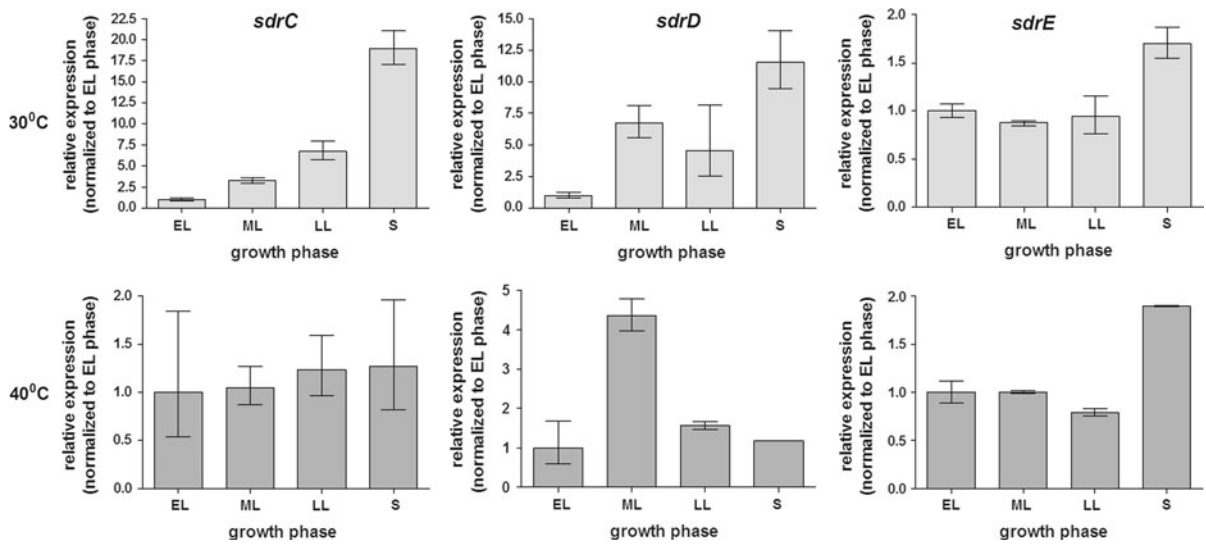 sdrC
sdrD
sdrE
30⁰C
relative expression
(normalized to EL phase)
22.5
20.0
17.5
15.0
12.5
10.0
7.5
5.0
2.5
0.0
EL ML LL S
growth phase
relative expression
(normalized to EL phase)
15.0
12.5
10.0
7.5
5.0
2.5
0.0
EL ML LL S
growth phase
relative expression
(normalized to EL phase)
2.0
1.5
1.0
0.5
0.0
EL ML LL S
growth phase
40⁰C
relative expression
(normalized to EL phase)
2.0
1.5
1.0
0.5
0.0
EL ML LL S
growth phase
relative expression
(normalized to EL phase)
5
4
3
2
1
0
EL ML LL S
growth phase
relative expression
(normalized to EL phase)
2.0
1.5
1.0
0.5
0.0
EL ML LL S
growth phase